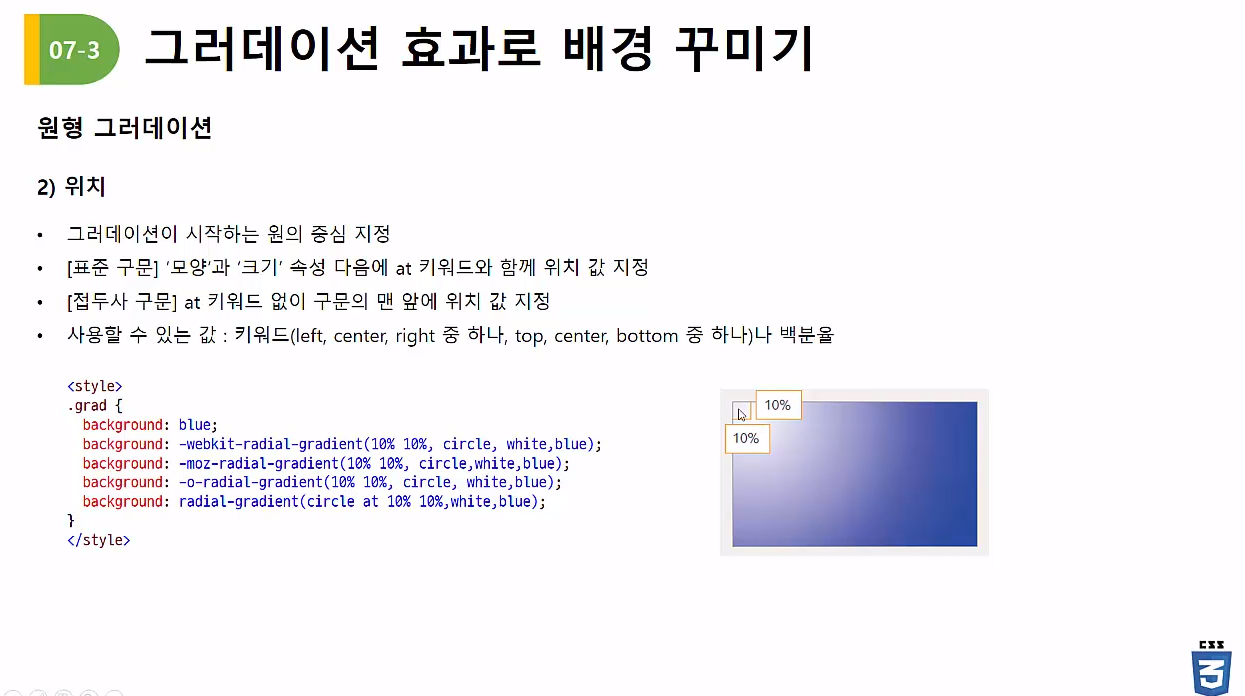 07-3 그러데이션 효과로 배경 꾸미기
원형 그러데이션
2) 위치
• 그러데이션이 시작하는 원의 중심 지정
• [표준 구문] ‘모양’과 ‘크기’ 속성 다음에 at 키워드와 함께 위치 값 지정
• [접두사 구문] at 키워드 없이 구문의 맨 앞에 위치 값 지정
• 사용할 수 있는 값 : 키워드(left, center, right 중 하나, top, center, bottom 중 하나)나 백분율
<style>
.grad {
background: blue;
background: -webkit-radial-gradient(10% 10%, circle, white,blue);
background: -moz-radial-gradient(10% 10%, circle,white,blue);
background: -o-radial-gradient(10% 10%, circle, white,blue);
background: radial-gradient(circle at 10% 10%,white,blue);
}
</style>
10%
10%
CSS
3